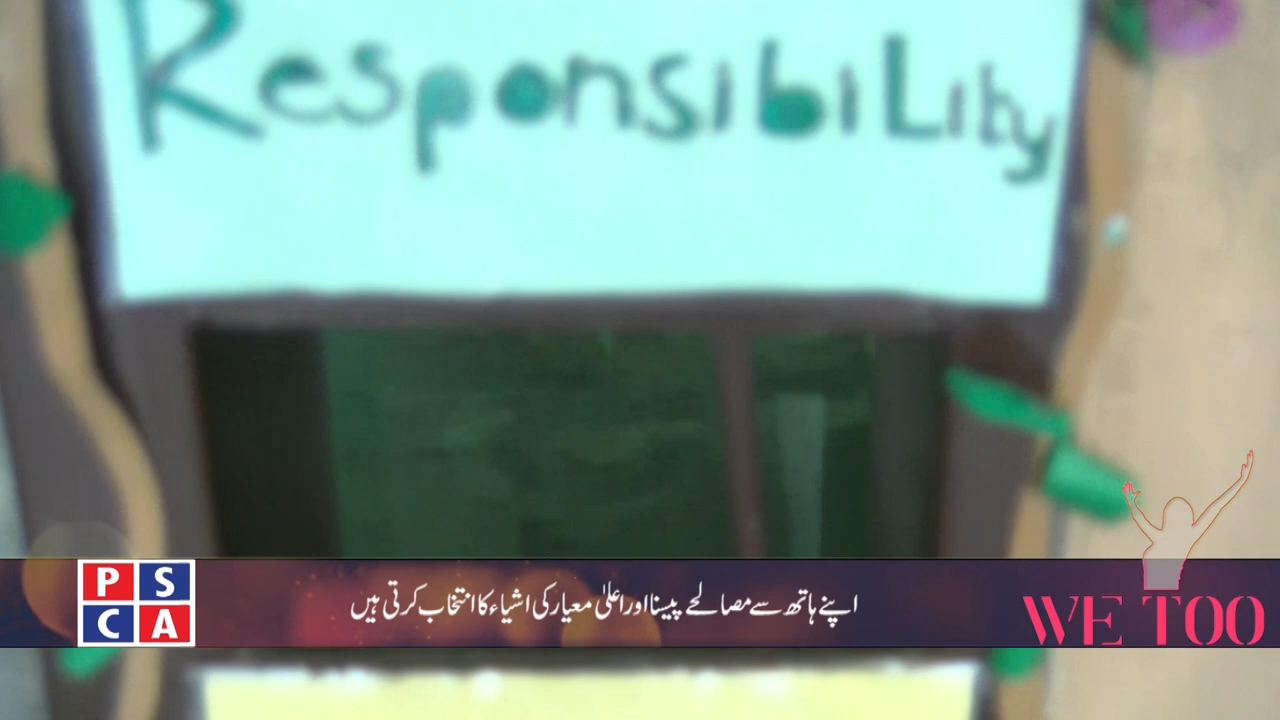 ResponsibiLity
اپنے ہاتھ سے مصالحے پیسنا اور اعلیٰ معیار کی اشیاء کا انتخاب کرتی ہیں
P S
C A
WE TOO